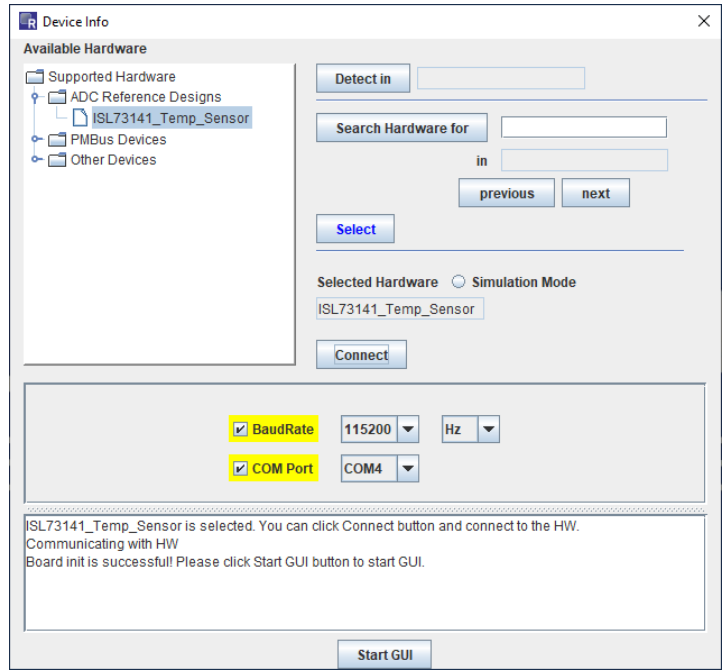 Device Info
Available Hardware
Supported Hardware
ADC Reference Designs
ISL73141_Temp_Sensor
PMBus Devices
Other Devices
Detect in
Search Hardware for
in
previous next
Select
Selected Hardware Simulation Mode
ISL73141_Temp_Sensor
Connect
BaudRate 115200 Hz
COM Port COM4
ISL73141_Temp_Sensor is selected. You can click Connect button and connect to the HW.
Communicating with HW
Board init is successful! Please click Start GUI button to start GUI.
Start GUI